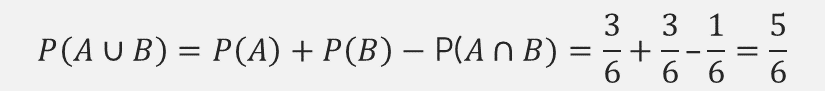 P(A ∪ B) = P(A) + P(B) − P(A ∩ B) = 3/6 + 3/6 − 1/6 = 5/6